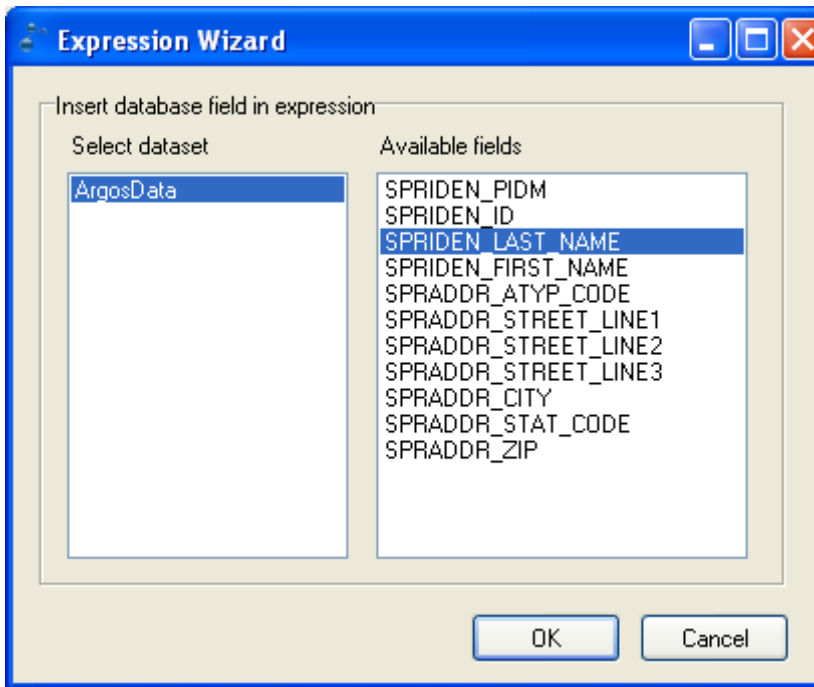 Expression Wizard
Insert database field in expression
Select dataset
Available fields
ArgosData
SPRIDEN_PIDM
SPRIDEN_ID
SPRIDEN_LAST_NAME
SPRIDEN_FIRST_NAME
SPRADDR_ATYP_CODE
SPRADDR_STREET_LINE1
SPRADDR_STREET_LINE2
SPRADDR_STREET_LINE3
SPRADDR_CITY
SPRADDR_STAT_CODE
SPRADDR_ZIP
OK
Cancel